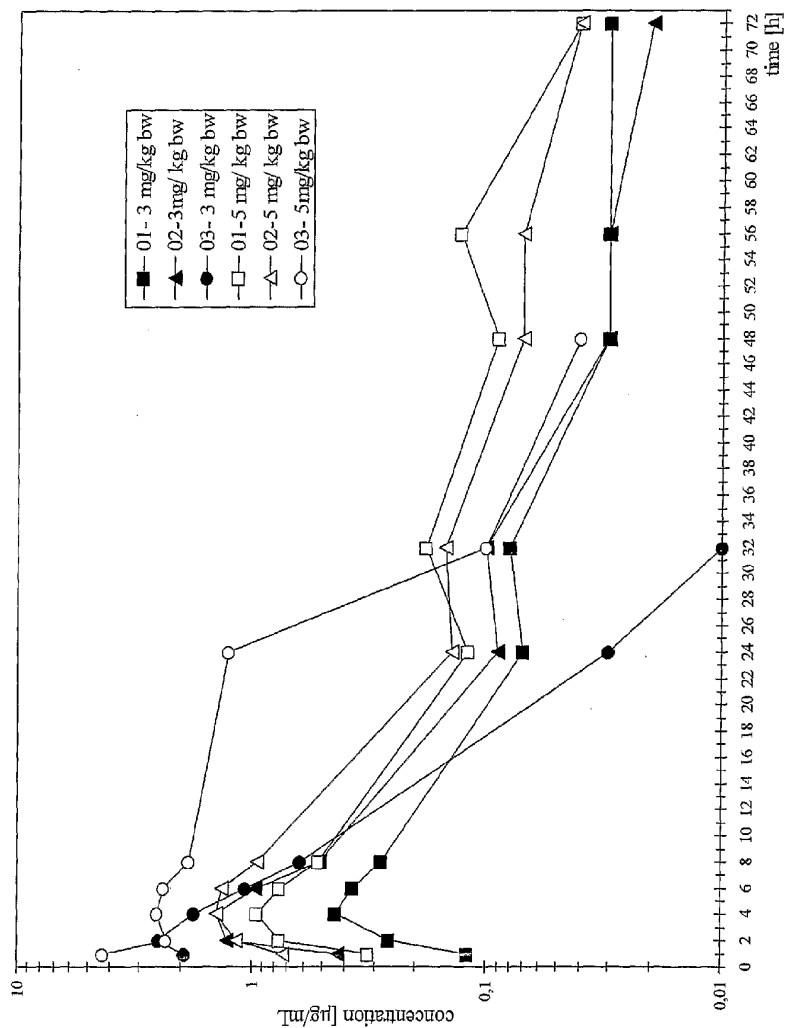 10
1
0,1
0,01
concentration [µg/mL]
0 2 4 6 8 10 12 14 16 18 20 22 24 26 28 30 32 34 36 38 40 42 44 46 48 50 52 54 56 58 60 62 64 66 68 70 72
time [h]
01- 3 mg/kg bw
02-3mg/ kg bw
03- 3 mg/kg bw
01-5 mg/ kg bw
02-5 mg/ kg bw
03- 5mg/kg bw